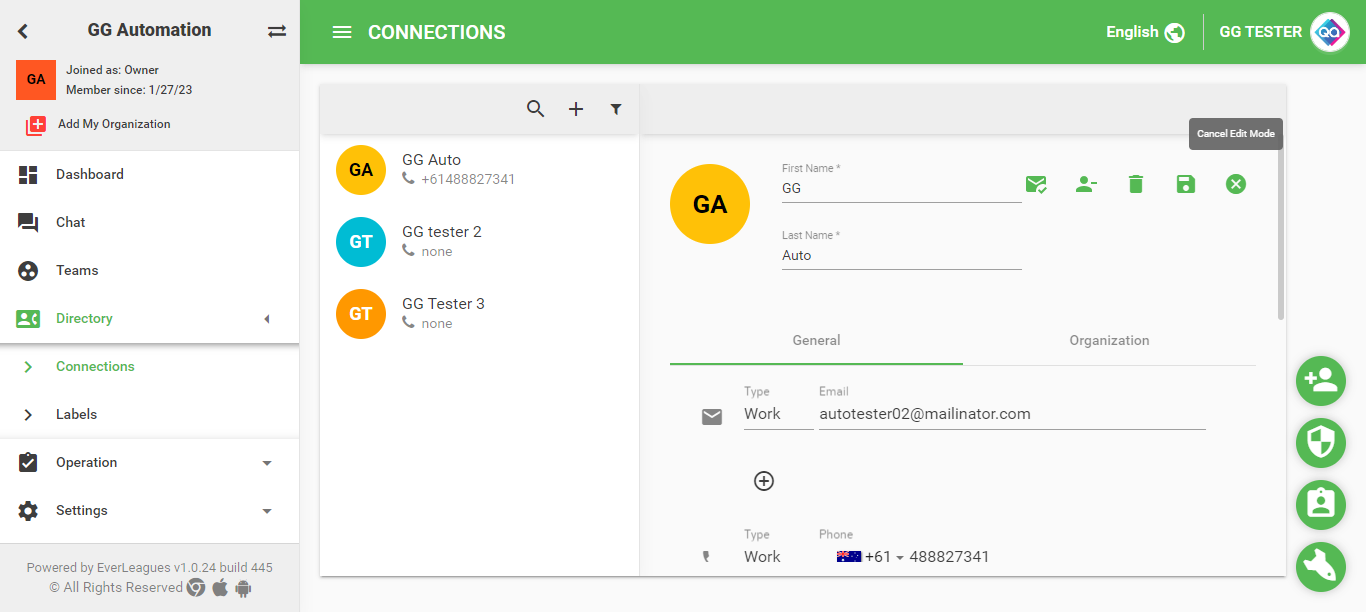 GG Automation
GA
Joined as: Owner
Member since: 1/27/23
Add My Organization
Dashboard
Chat
Teams
Directory
Connections
Labels
Operation
Settings
Powered by EverLeagues v1.0.24 build 445
© All Rights Reserved
CONNECTIONS
English
GG TESTER
QA
GA
GG Auto
+61488827341
GT
GG tester 2
none
GT
GG Tester 3
none
Cancel Edit Mode
GA
First Name *
GG
Last Name *
Auto
General
Organization
Type
Email
Work
autotester02@mailinator.com
Type
Phone
Work
+61
488827341